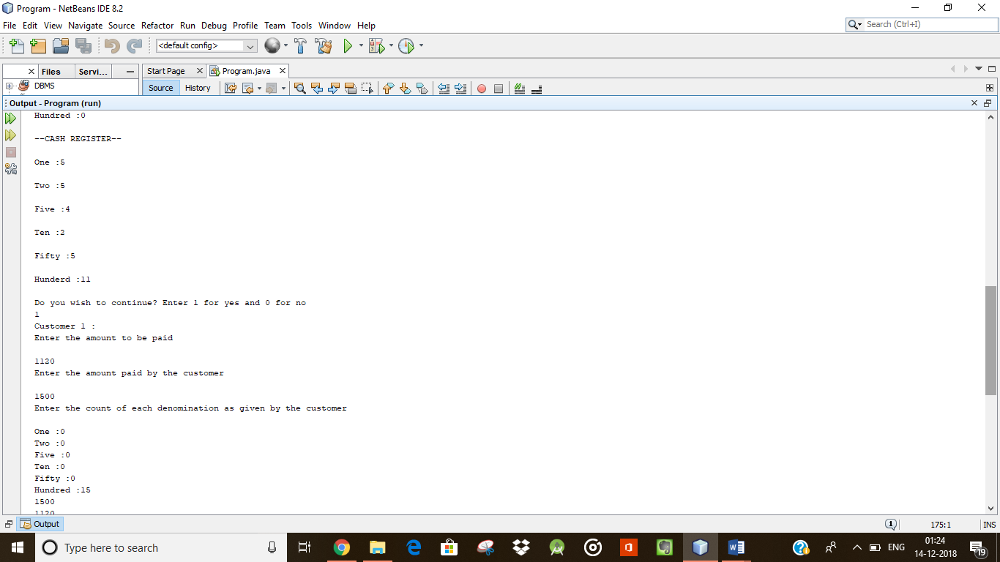 Program - NetBeans IDE 8.2
File Edit View Navigate Source Refactor Run Debug Profile Team Tools Window Help
Search (Ctrl+I)
<default config>
Files Servi...
Start Page Program.java
DBMS
Source History
Output - Program (run)
Hundred :0
--CASH REGISTER--
One :5
Two :5
Five :4
Ten :2
Fifty :5
Hunderd :11
Do you wish to continue? Enter 1 for yes and 0 for no
1
Customer 1 :
Enter the amount to be paid
1120
Enter the amount paid by the customer
1500
Enter the count of each denomination as given by the customer
One :0
Two :0
Five :0
Ten :0
Fifty :0
Hundred :15
1500
1120
Output
1
175:1
INS
Type here to search
ENG
01:24
14-12-2018
19